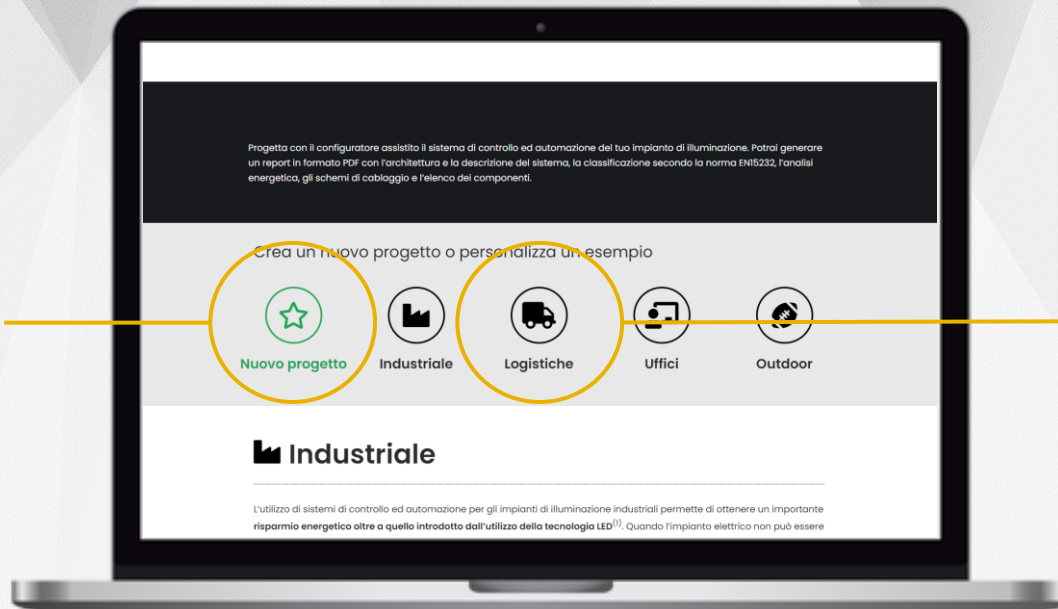 Progetta con il configuratore assistito il sistema di controllo ed automazione del tuo impianto di illuminazione. Potrai generare
un report in formato PDF con l'architettura e la descrizione del sistema, la classificazione secondo la norma EN15232, l'analisi
energetica, gli schemi di cablaggio e l'elenco dei componenti.
Crea un nuovo progetto o personalizza un esempio
Nuovo progetto
Industriale
Logistiche
Uffici
Outdoor
Industriale
L'utilizzo di sistemi di controllo ed automazione per gli impianti di illuminazione industriali permette di ottenere un importante
risparmio energetico oltre a quello introdotto dall'utilizzo della tecnologia LED(1). Quando l'impianto elettrico non può essere